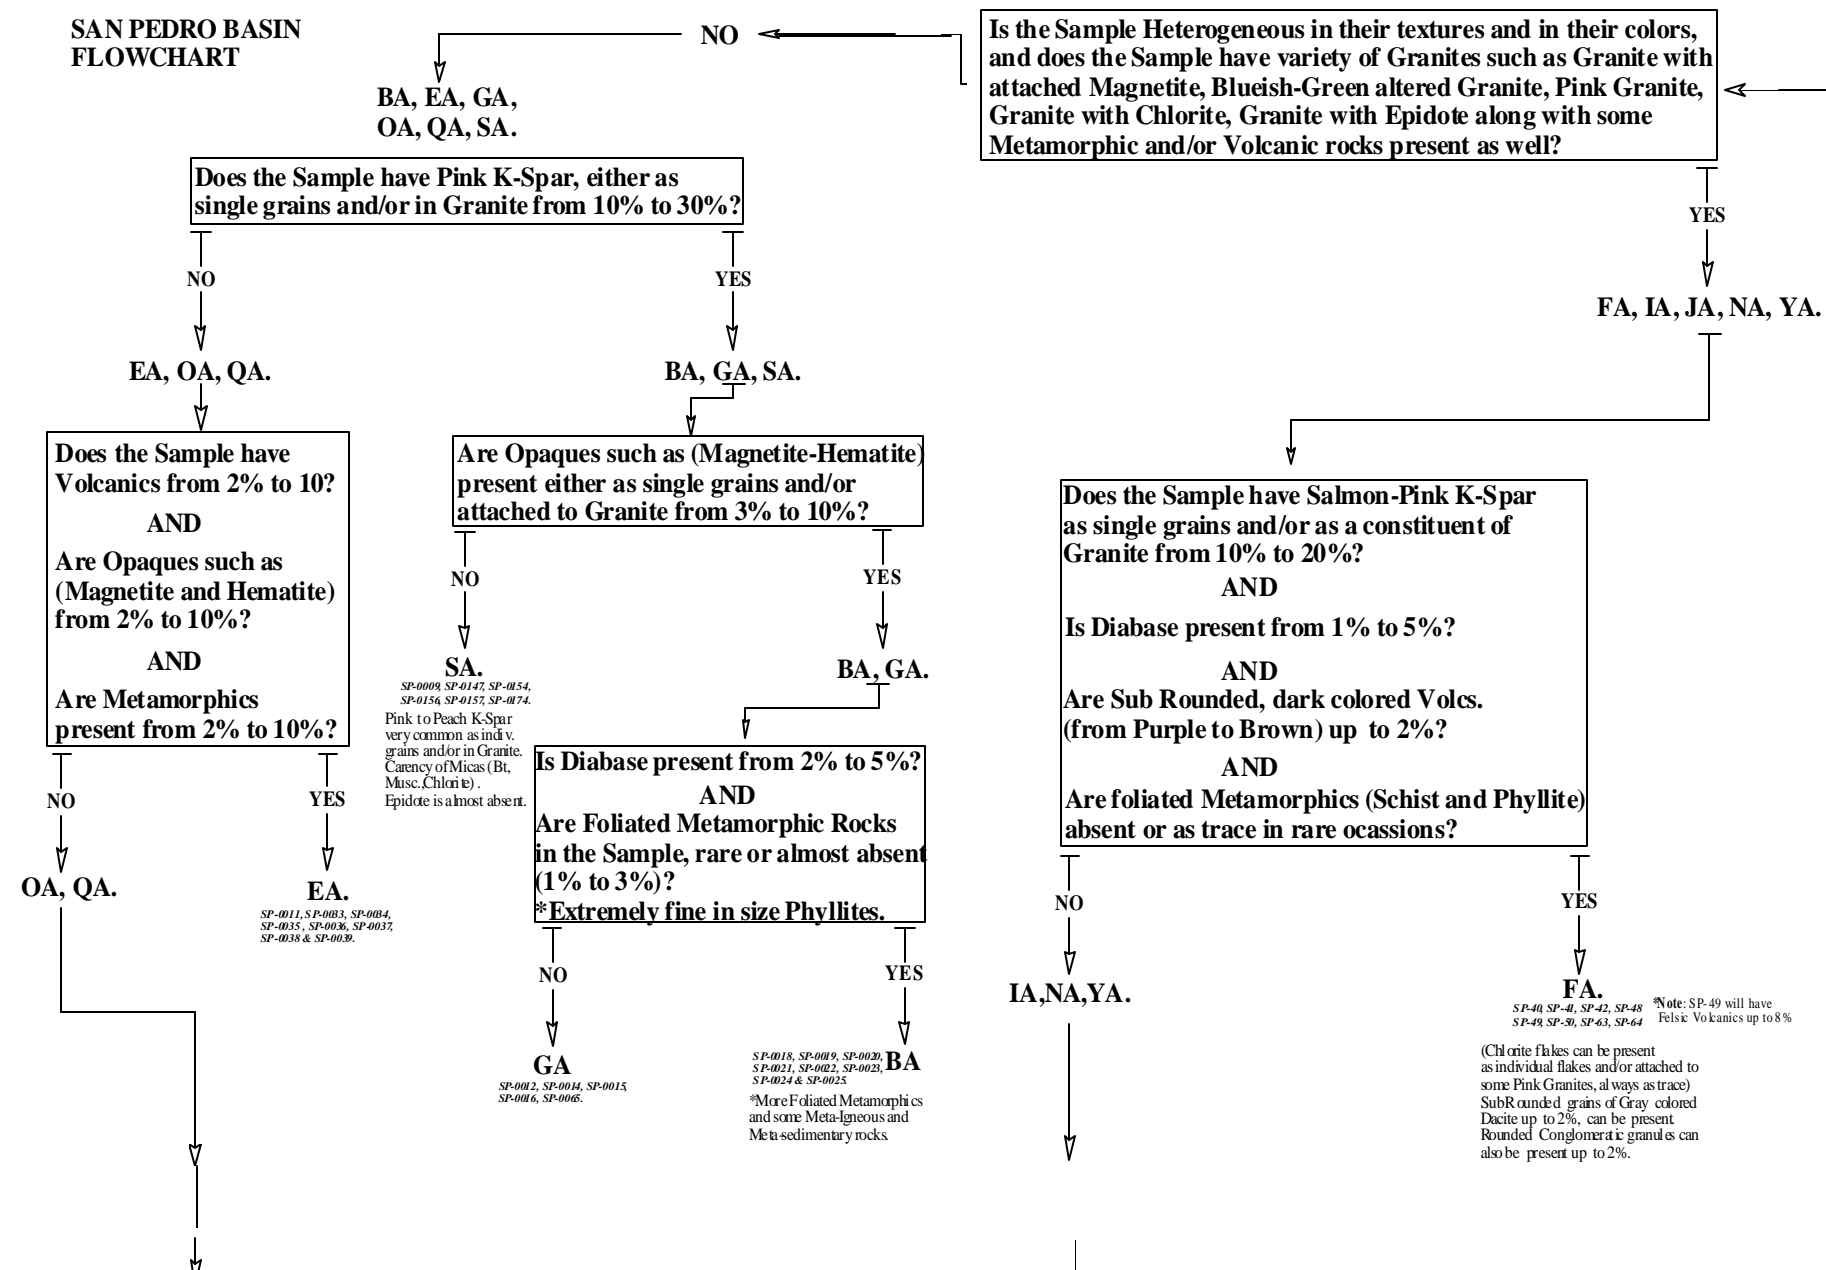 SAN PEDRO BASIN
FLOWCHART
NO
Is the Sample Heterogeneous in their textures and in their colors,
and does the Sample have variety of Granites such as Granite with
attached Magnetite, Blueish-Green altered Granite, Pink Granite,
Granite with Chlorite, Granite with Epidote along with some
Metamorphic and/or Volcanic rocks present as well?
BA, EA, GA,
OA, QA, SA.
Does the Sample have Pink K-Spar, either as
single grains and/or in Granite from 10% to 30%?
YES
NO
YES
FA, IA, JA, NA, YA.
EA, OA, QA.
BA, GA, SA.
Does the Sample have
Volcanics from 2% to 10?
AND
Are Opaques such as
(Magnetite and Hematite)
from 2% to 10%?
AND
Are Metamorphics
present from 2% to 10%?
Are Opaques such as (Magnetite-Hematite)
present either as single grains and/or
attached to Granite from 3% to 10%?
Does the Sample have Salmon-Pink K-Spar
as single grains and/or as a constituent of
Granite from 10% to 20%?
AND
Is Diabase present from 1% to 5%?
AND
Are Sub Rounded, dark colored Volcs.
(from Purple to Brown) up to 2%?
AND
Are foliated Metamorphics (Schist and Phyllite)
absent or as trace in rare ocassions?
NO
YES
SA.
SP-0009, SP-0147, SP-0154,
SP-0156, SP-0157, SP-0174.
Pink to Peach K-Spar
very common as indiv.
grains and/or in Granite.
Carency of Micas (Bt,
Musc.,Chlorite) .
Epidote is almost absent.
BA, GA.
Is Diabase present from 2% to 5%?
AND
Are Foliated Metamorphic Rocks
in the Sample, rare or almost absent
(1% to 3%)?
*Extremely fine in size Phyllites.
NO
YES
OA, QA.
EA.
SP-0011, SP-0033, SP-0034,
SP-0035 , SP-0036, SP-0037,
SP-0038 & SP-0039.
NO
YES
NO
YES
IA,NA,YA.
FA.
SP-40, SP-41, SP-42, SP-48
SP-49, SP-50, SP-63, SP-64
*Note: SP-49 will have
Felsic Volcanics up to 8%
(Chlorite flakes can be present
as individual flakes and/or attached to
some Pink Granites, always as trace)
SubRounded grains of Gray colored
Dacite up to 2%, can be present.
Rounded Conglomeratic granules can
also be present up to 2%.
GA
SP-0012, SP-0014, SP-0015,
SP-0016, SP-0065.
BA
SP-0018, SP-0019, SP-0020,
SP-0021, SP-0022, SP-0023,
SP-0024 & SP-0025.
*More Foliated Metamorphics
and some Meta-Igneous and
Meta-sedimentary rocks.